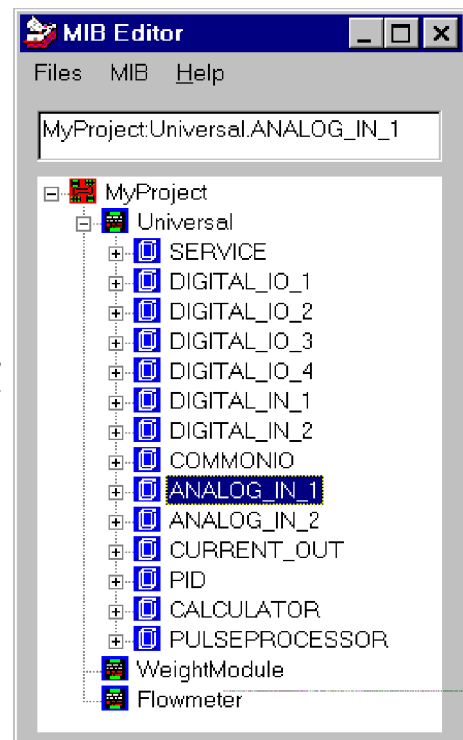 MIB Editor
Files MIB Help
MyProject:Universal.ANALOG_IN_1
MyProject
Universal
SERVICE
DIGITAL_IO_1
DIGITAL_IO_2
DIGITAL_IO_3
DIGITAL_IO_4
DIGITAL_IN_1
DIGITAL_IN_2
COMMONIO
ANALOG_IN_1
ANALOG_IN_2
CURRENT_OUT
PID
CALCULATOR
PULSEPROCESSOR
WeightModule
Flowmeter